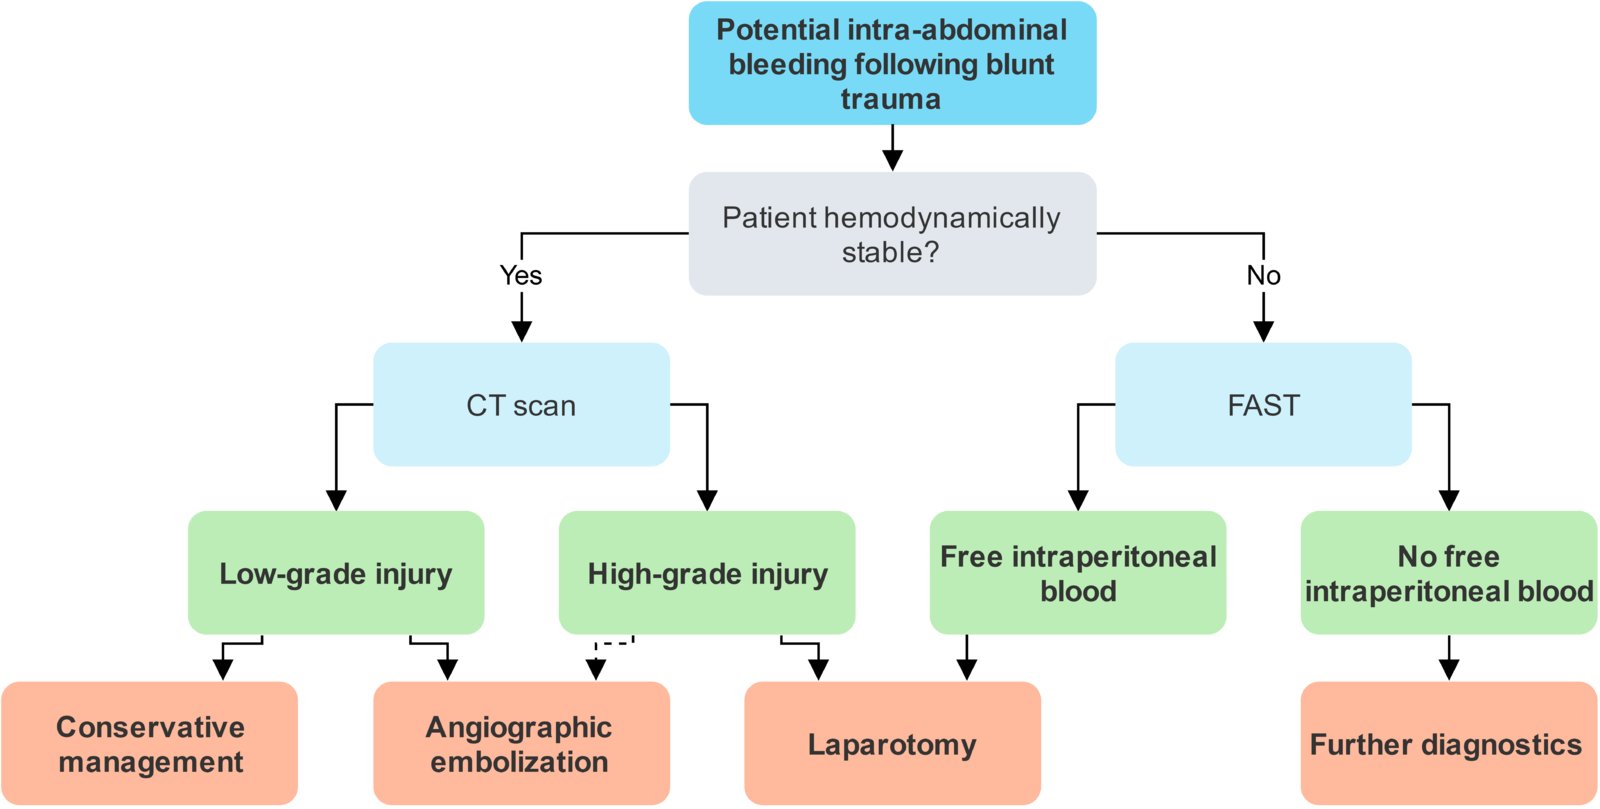 Potential intra-abdominal
bleeding following blunt
trauma
Patient hemodynamically
stable?
Yes
No
CT scan
FAST
Low-grade injury
High-grade injury
Free intraperitoneal
blood
No free
intraperitoneal blood
Conservative
management
Angiographic
embolization
Laparotomy
Further diagnostics